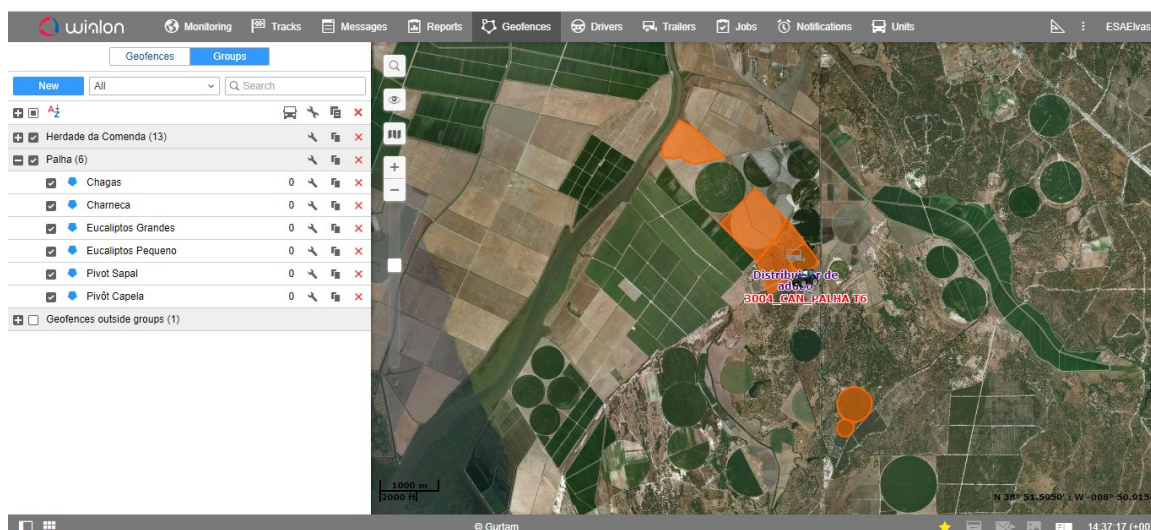 wialon Monitoring Tracks Messages Reports Geofences Drivers Trailers Jobs Notifications Units ESAElvas
Geofences Groups
New All Search
Herdade da Comenda (13)
Palha (6)
Chagas 0
Charneca 0
Eucaliptos Grandes 0
Eucaliptos Pequeno 0
Pivot Sapal 0
Pivôt Capela 0
Geofences outside groups (1)
de
3004_CAN_PALHA T6
1000 m
2000 ft
N 38° 51.5950' : W -008° 50.915
© Gurtam 14:37:17 (+00